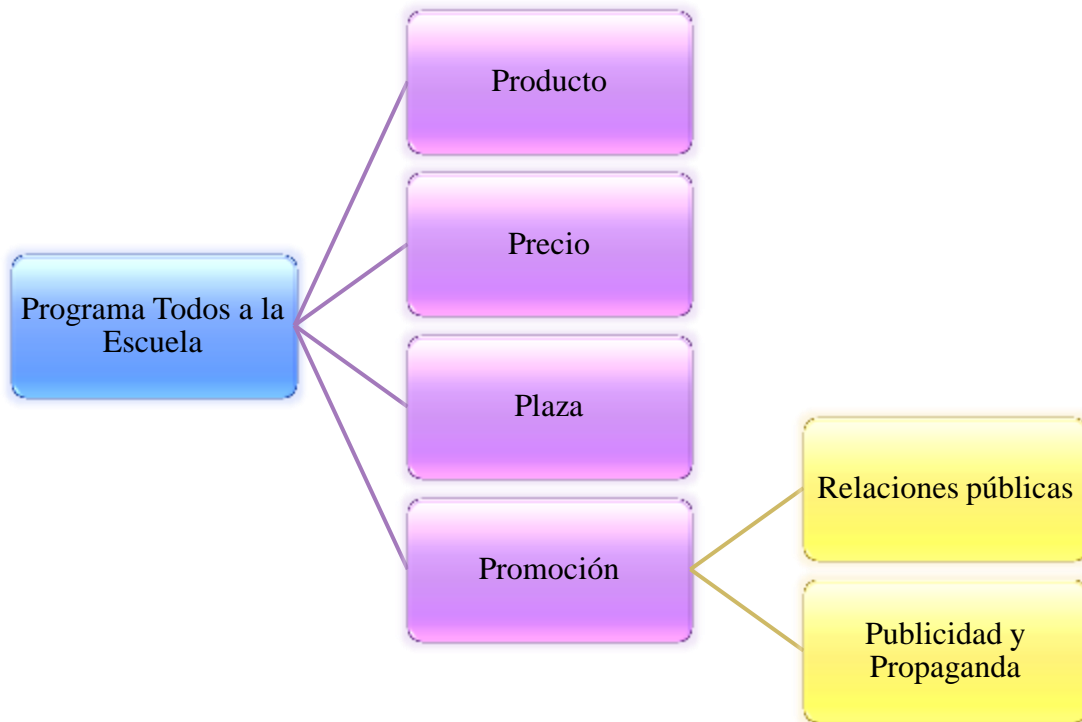 Producto
Precio
Programa Todos a la
Escuela
Plaza
Promoción
Relaciones públicas
Publicidad y
Propaganda